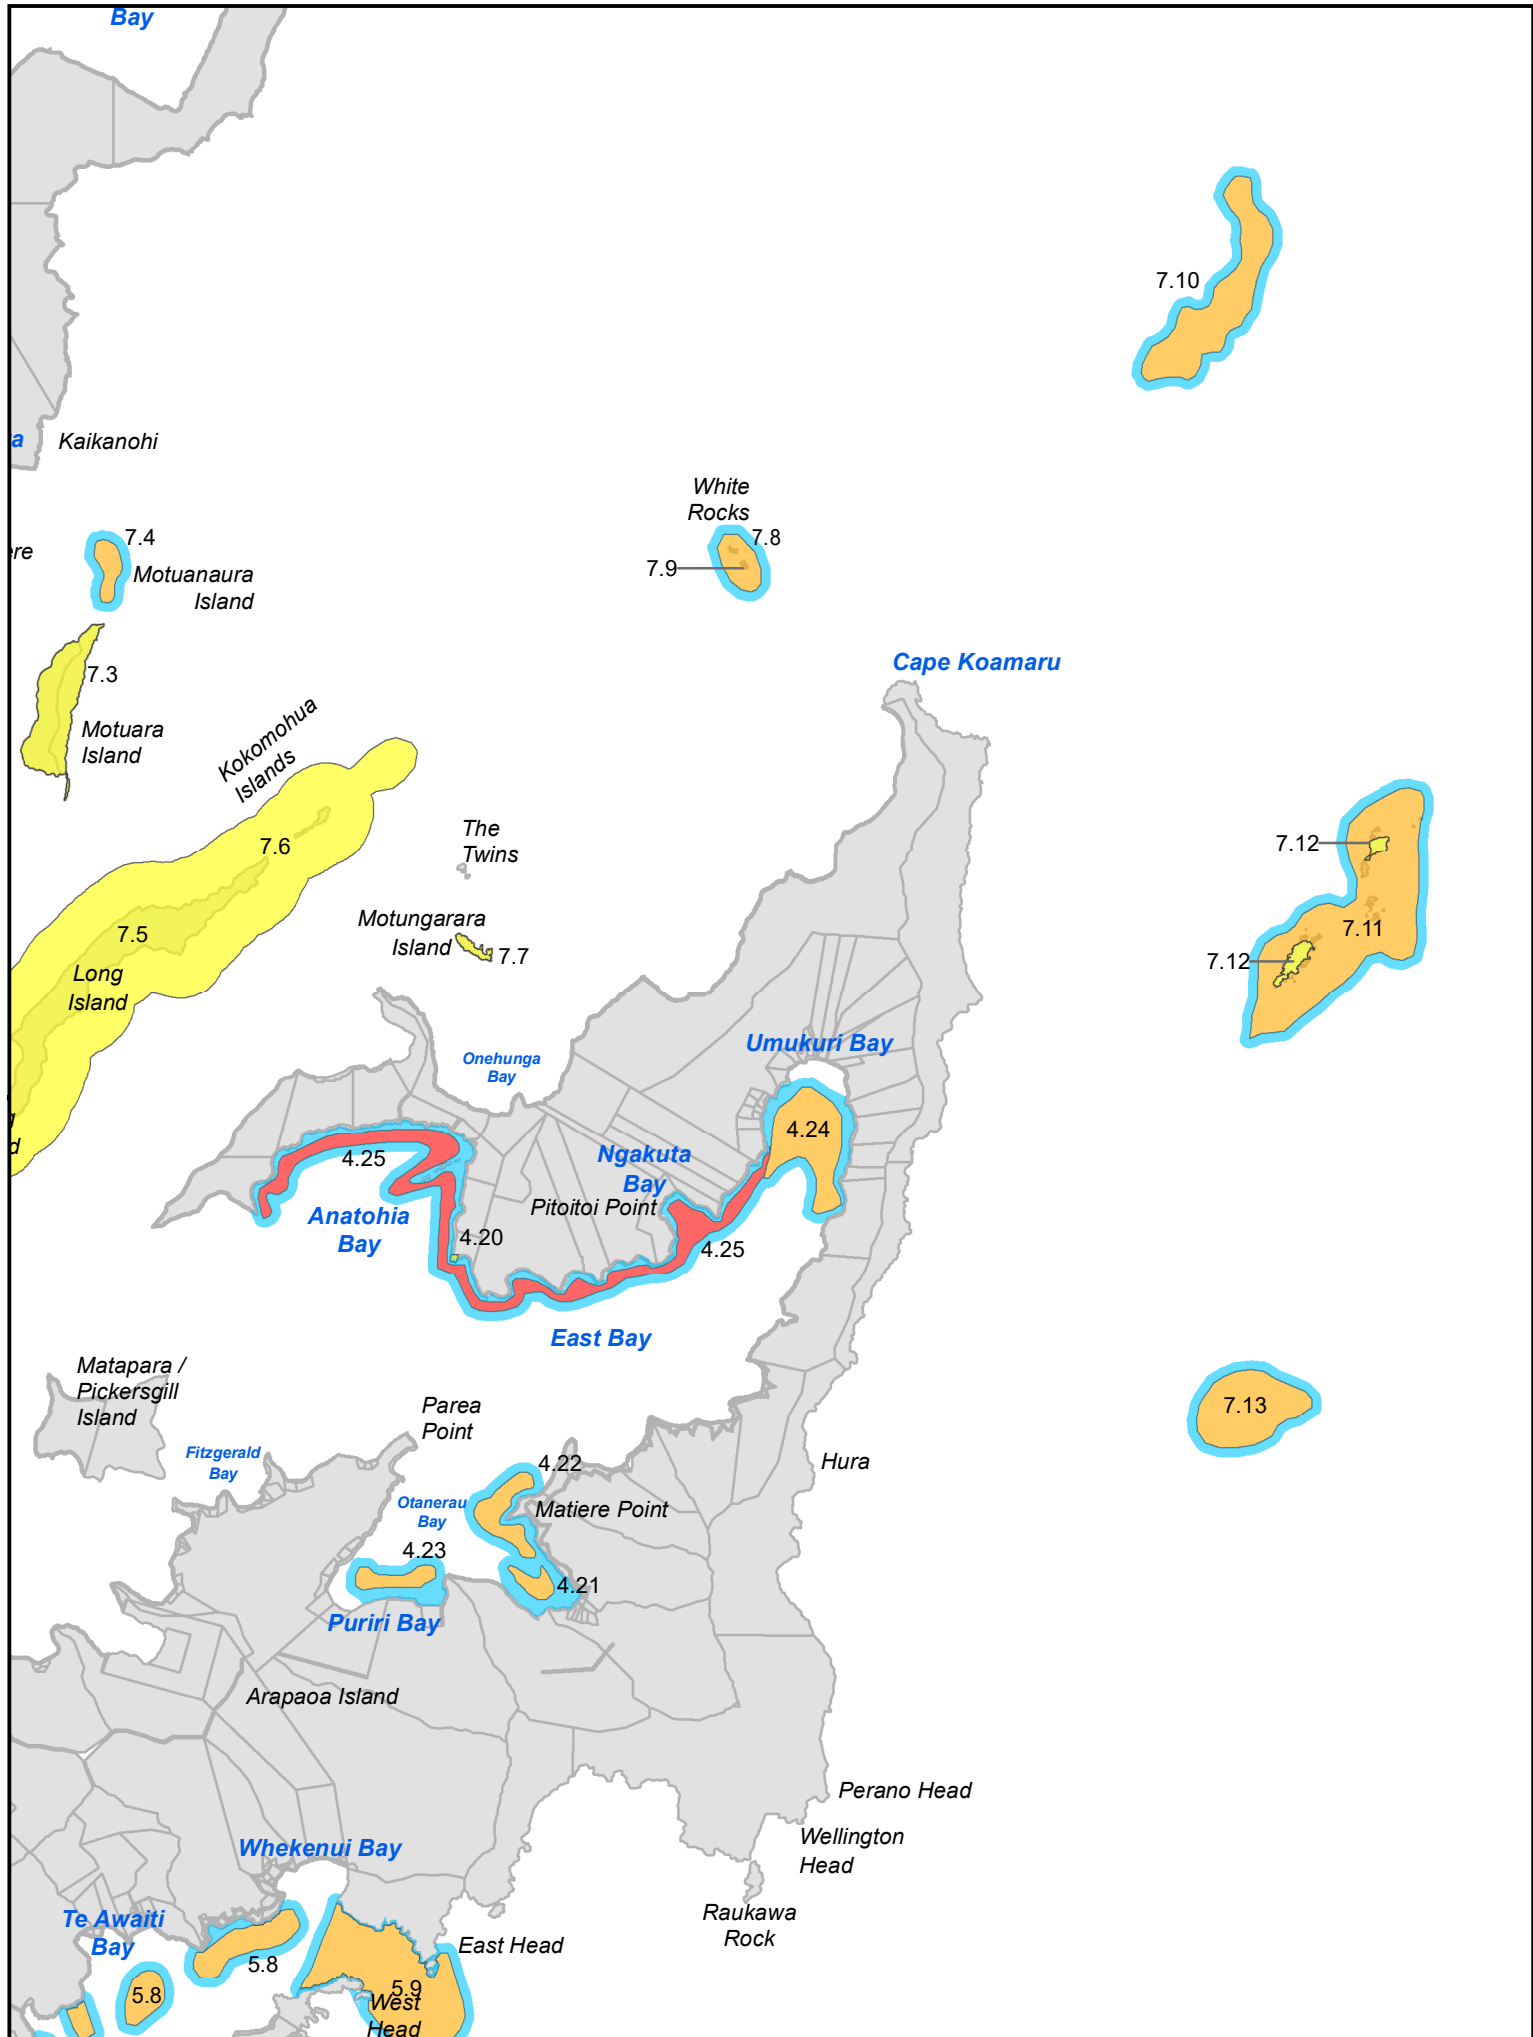 Bay
7.10
a
Kaikanohi
White
Rocks
7.4
7.8
ere
7.9
Motuanaura
Island
Cape Koamaru
7.3
Motuara
Island
Kokomohua
Islands
The
Twins
7.6
7.12
Motungarara
Island
7.5
7.11
7.7
7.12
Long
Island
Umukuri Bay
Onehunga
Bay
d
4.24
4.25
Ngakuta
Bay
Pitoitoi Point
Anatohia
Bay
4.20
4.25
East Bay
Matapara /
Pickersgill
Island
Parea
Point
7.13
Fitzgerald
Bay
4.22
Hura
Otanerau
Bay
Matiere Point
4.23
4.21
Puriri Bay
Arapaoa Island
Perano Head
Whekenui Bay
Wellington
Head
Te Awaiti
Bay
Raukawa
Rock
East Head
5.8
5.8
5.9
West
Head